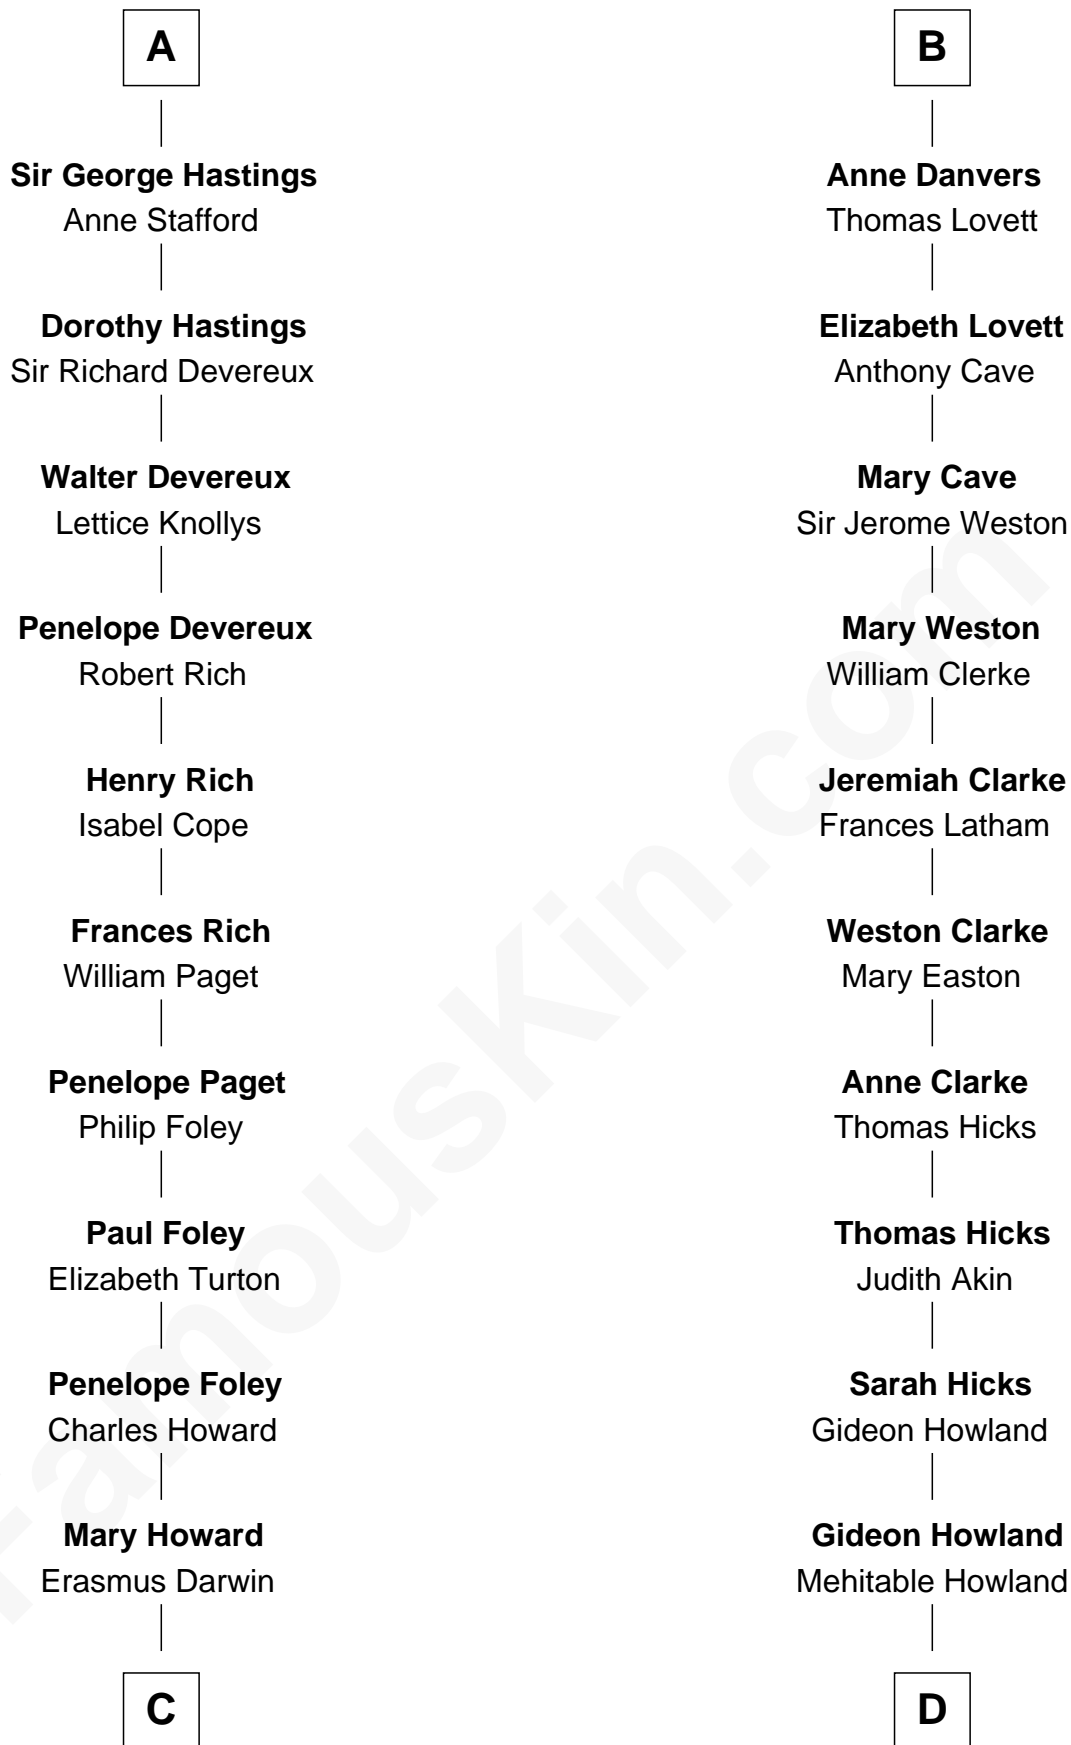 A
Sir George Hastings
Anne Stafford
Dorothy Hastings
Sir Richard Devereux
Walter Devereux
Lettice Knollys
Penelope Devereux
Robert Rich
Henry Rich
Isabel Cope
Frances Rich
William Paget
Penelope Paget
Philip Foley
Paul Foley
Elizabeth Turton
Penelope Foley
Charles Howard
Mary Howard
Erasmus Darwin
C
B
Anne Danvers
Thomas Lovett
Elizabeth Lovett
Anthony Cave
Mary Cave
Sir Jerome Weston
Mary Weston
William Clerke
Jeremiah Clarke
Frances Latham
Weston Clarke
Mary Easton
Anne Clarke
Thomas Hicks
Thomas Hicks
Judith Akin
Sarah Hicks
Gideon Howland
Gideon Howland
Mehitable Howland
D
FamousKin.com